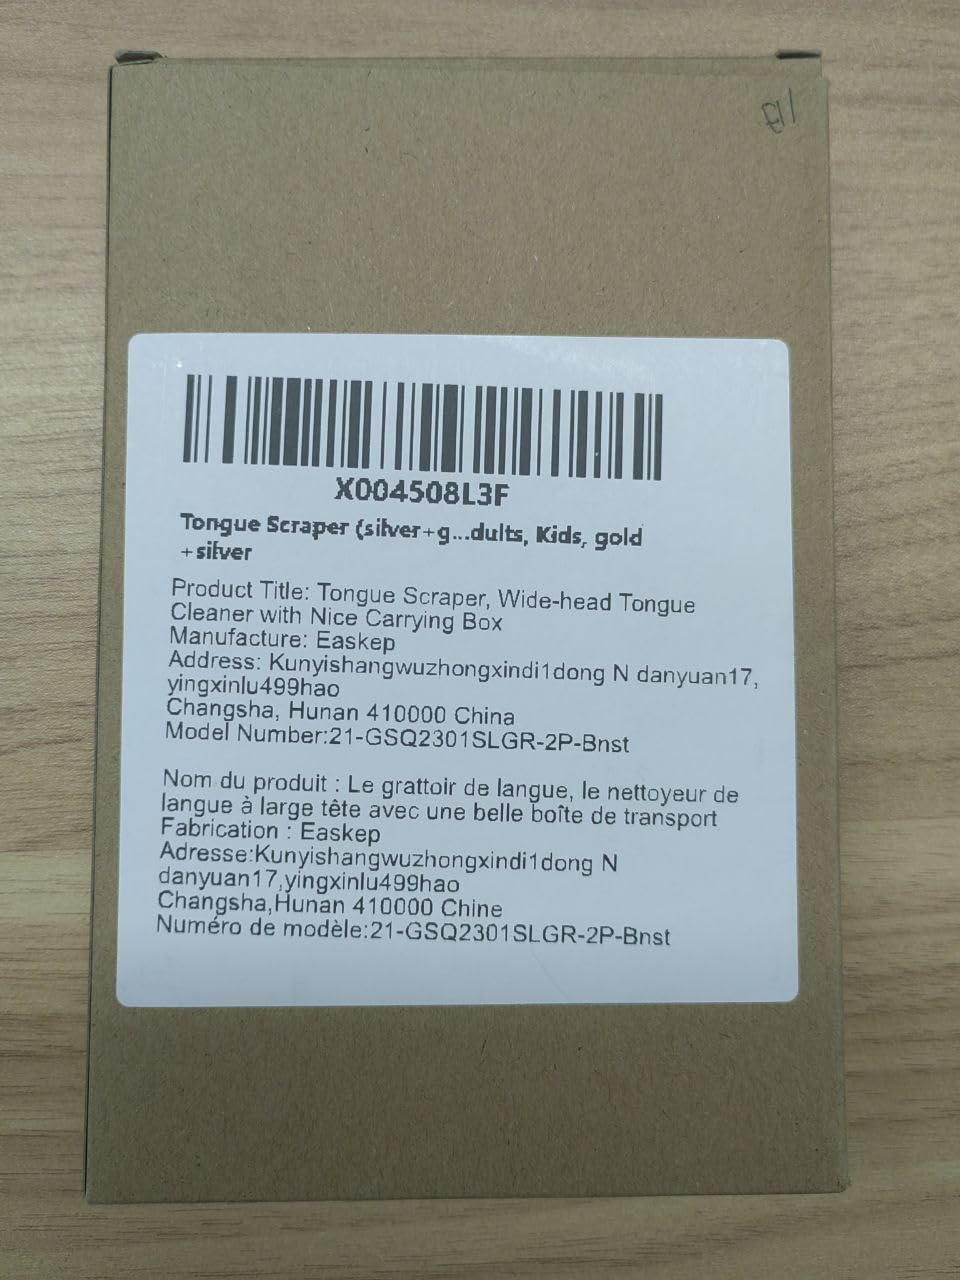 X004508L3F
Tongue Scraper (silver+g...dults, Kids, gold
+silver
Product Title: Tongue Scraper, Wide-head Tongue
Cleaner with Nice Carrying Box
Manufacture: Easkep
Address: Kunyishangwuzhongxindi1dong N danyuan17,
yingxinlu499hao
Changsha, Hunan 410000 China
Model Number:21-GSQ2301SLGR-2P-Bnst
Nom du produit : Le grattoir de langue, le nettoyeur de
langue à large tête avec une belle boîte de transport
Fabrication : Easkep
Adresse:Kunyishangwuzhongxindi1dong N
danyuan17,yingxinlu499hao
Changsha,Hunan 410000 Chine
Numéro de modèle:21-GSQ2301SLGR-2P-Bnst